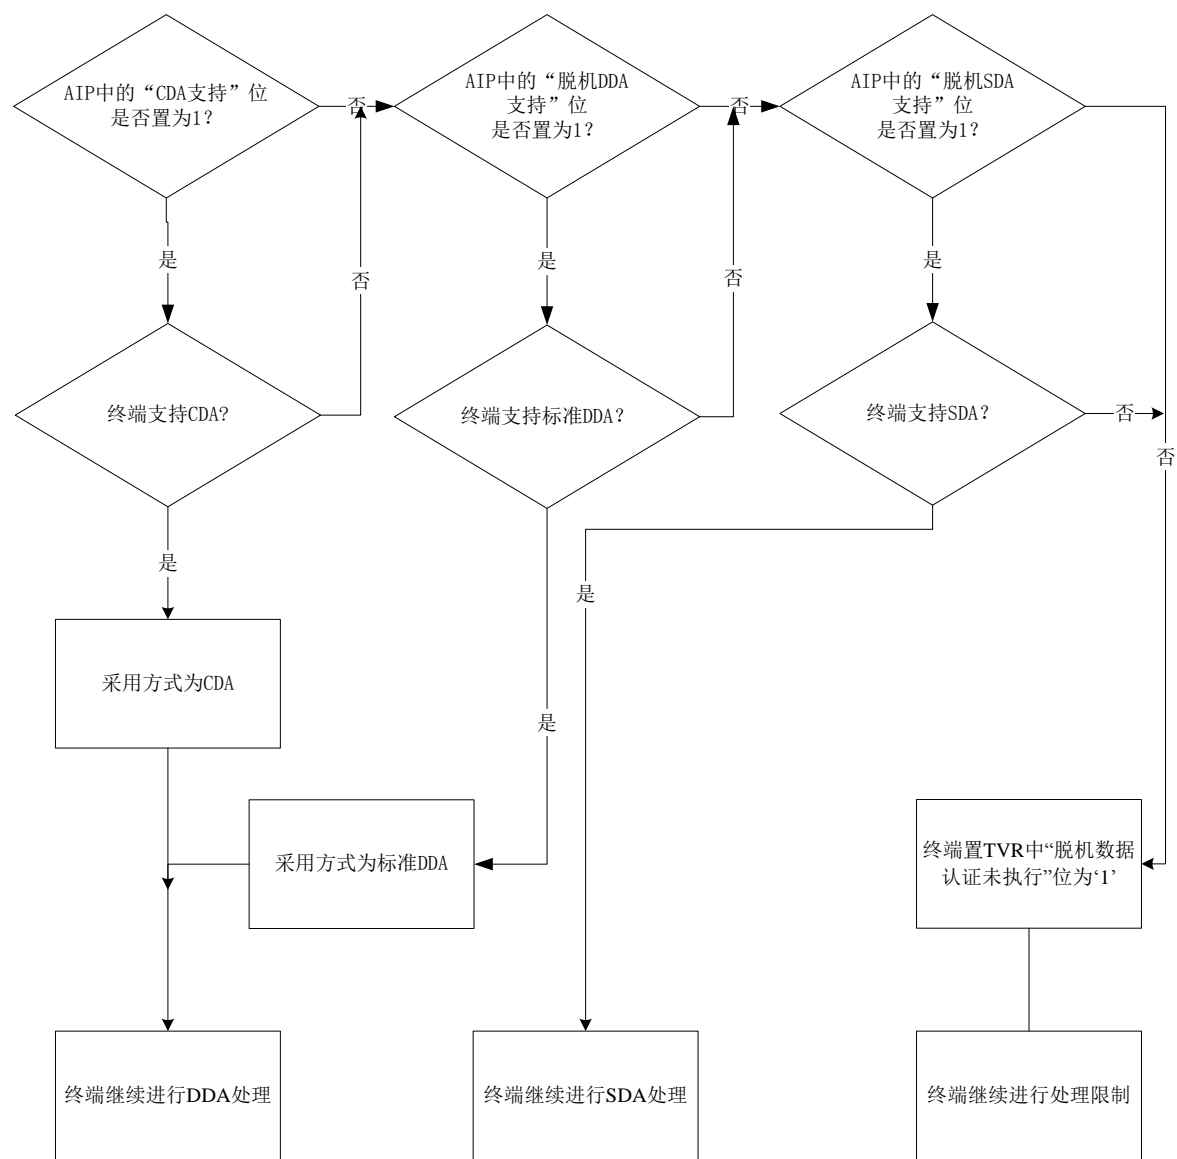 AIP中的“CDA支持”位
是否置为1?
否
AIP中的“脱机DDA
支持”位
是否置为1?
否
AIP中的“脱机SDA
支持”位
是否置为1?
是
否
是
否
是
终端支持CDA?
终端支持标准DDA?
终端支持SDA?
否
否
是
是
采用方式为CDA
是
采用方式为标准DDA
终端置TVR中“脱机数据
认证未执行”位为‘1’
终端继续进行DDA处理
终端继续进行SDA处理
终端继续进行处理限制